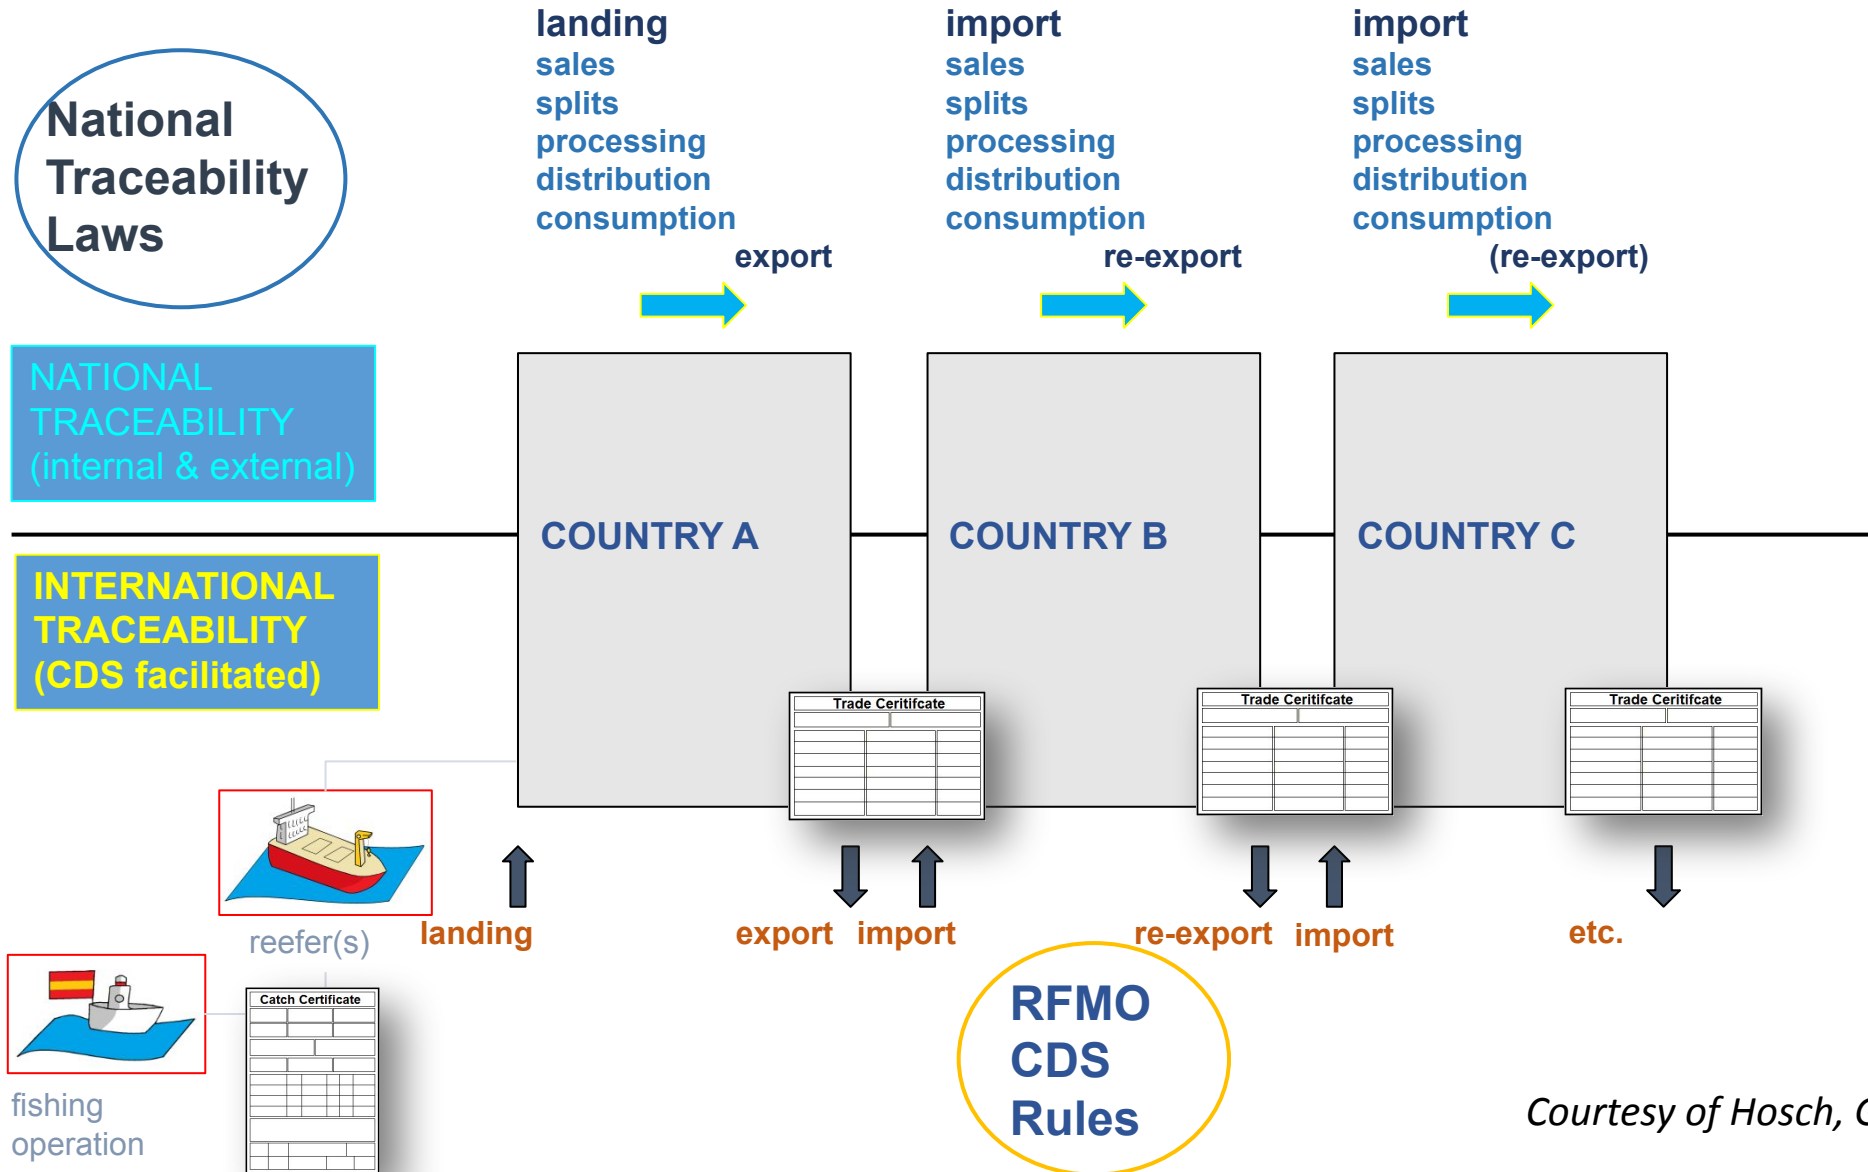 National
Traceability
Laws
landing
sales
splits
processing
distribution
consumption
export
import
sales
splits
processing
distribution
consumption
re-export
import
sales
splits
processing
distribution
consumption
(re-export)
NATIONAL
TRACEABILITY
(internal & external)
COUNTRY A
COUNTRY B
COUNTRY C
INTERNATIONAL
TRACEABILITY
(CDS facilitated)
Trade Ceritifcate
Trade Ceritifcate
Trade Ceritifcate
reefer(s)
landing
export
import
re-export
import
etc.
Catch Certificate
fishing
operation
RFMO
CDS
Rules
Courtesy of Hosch,